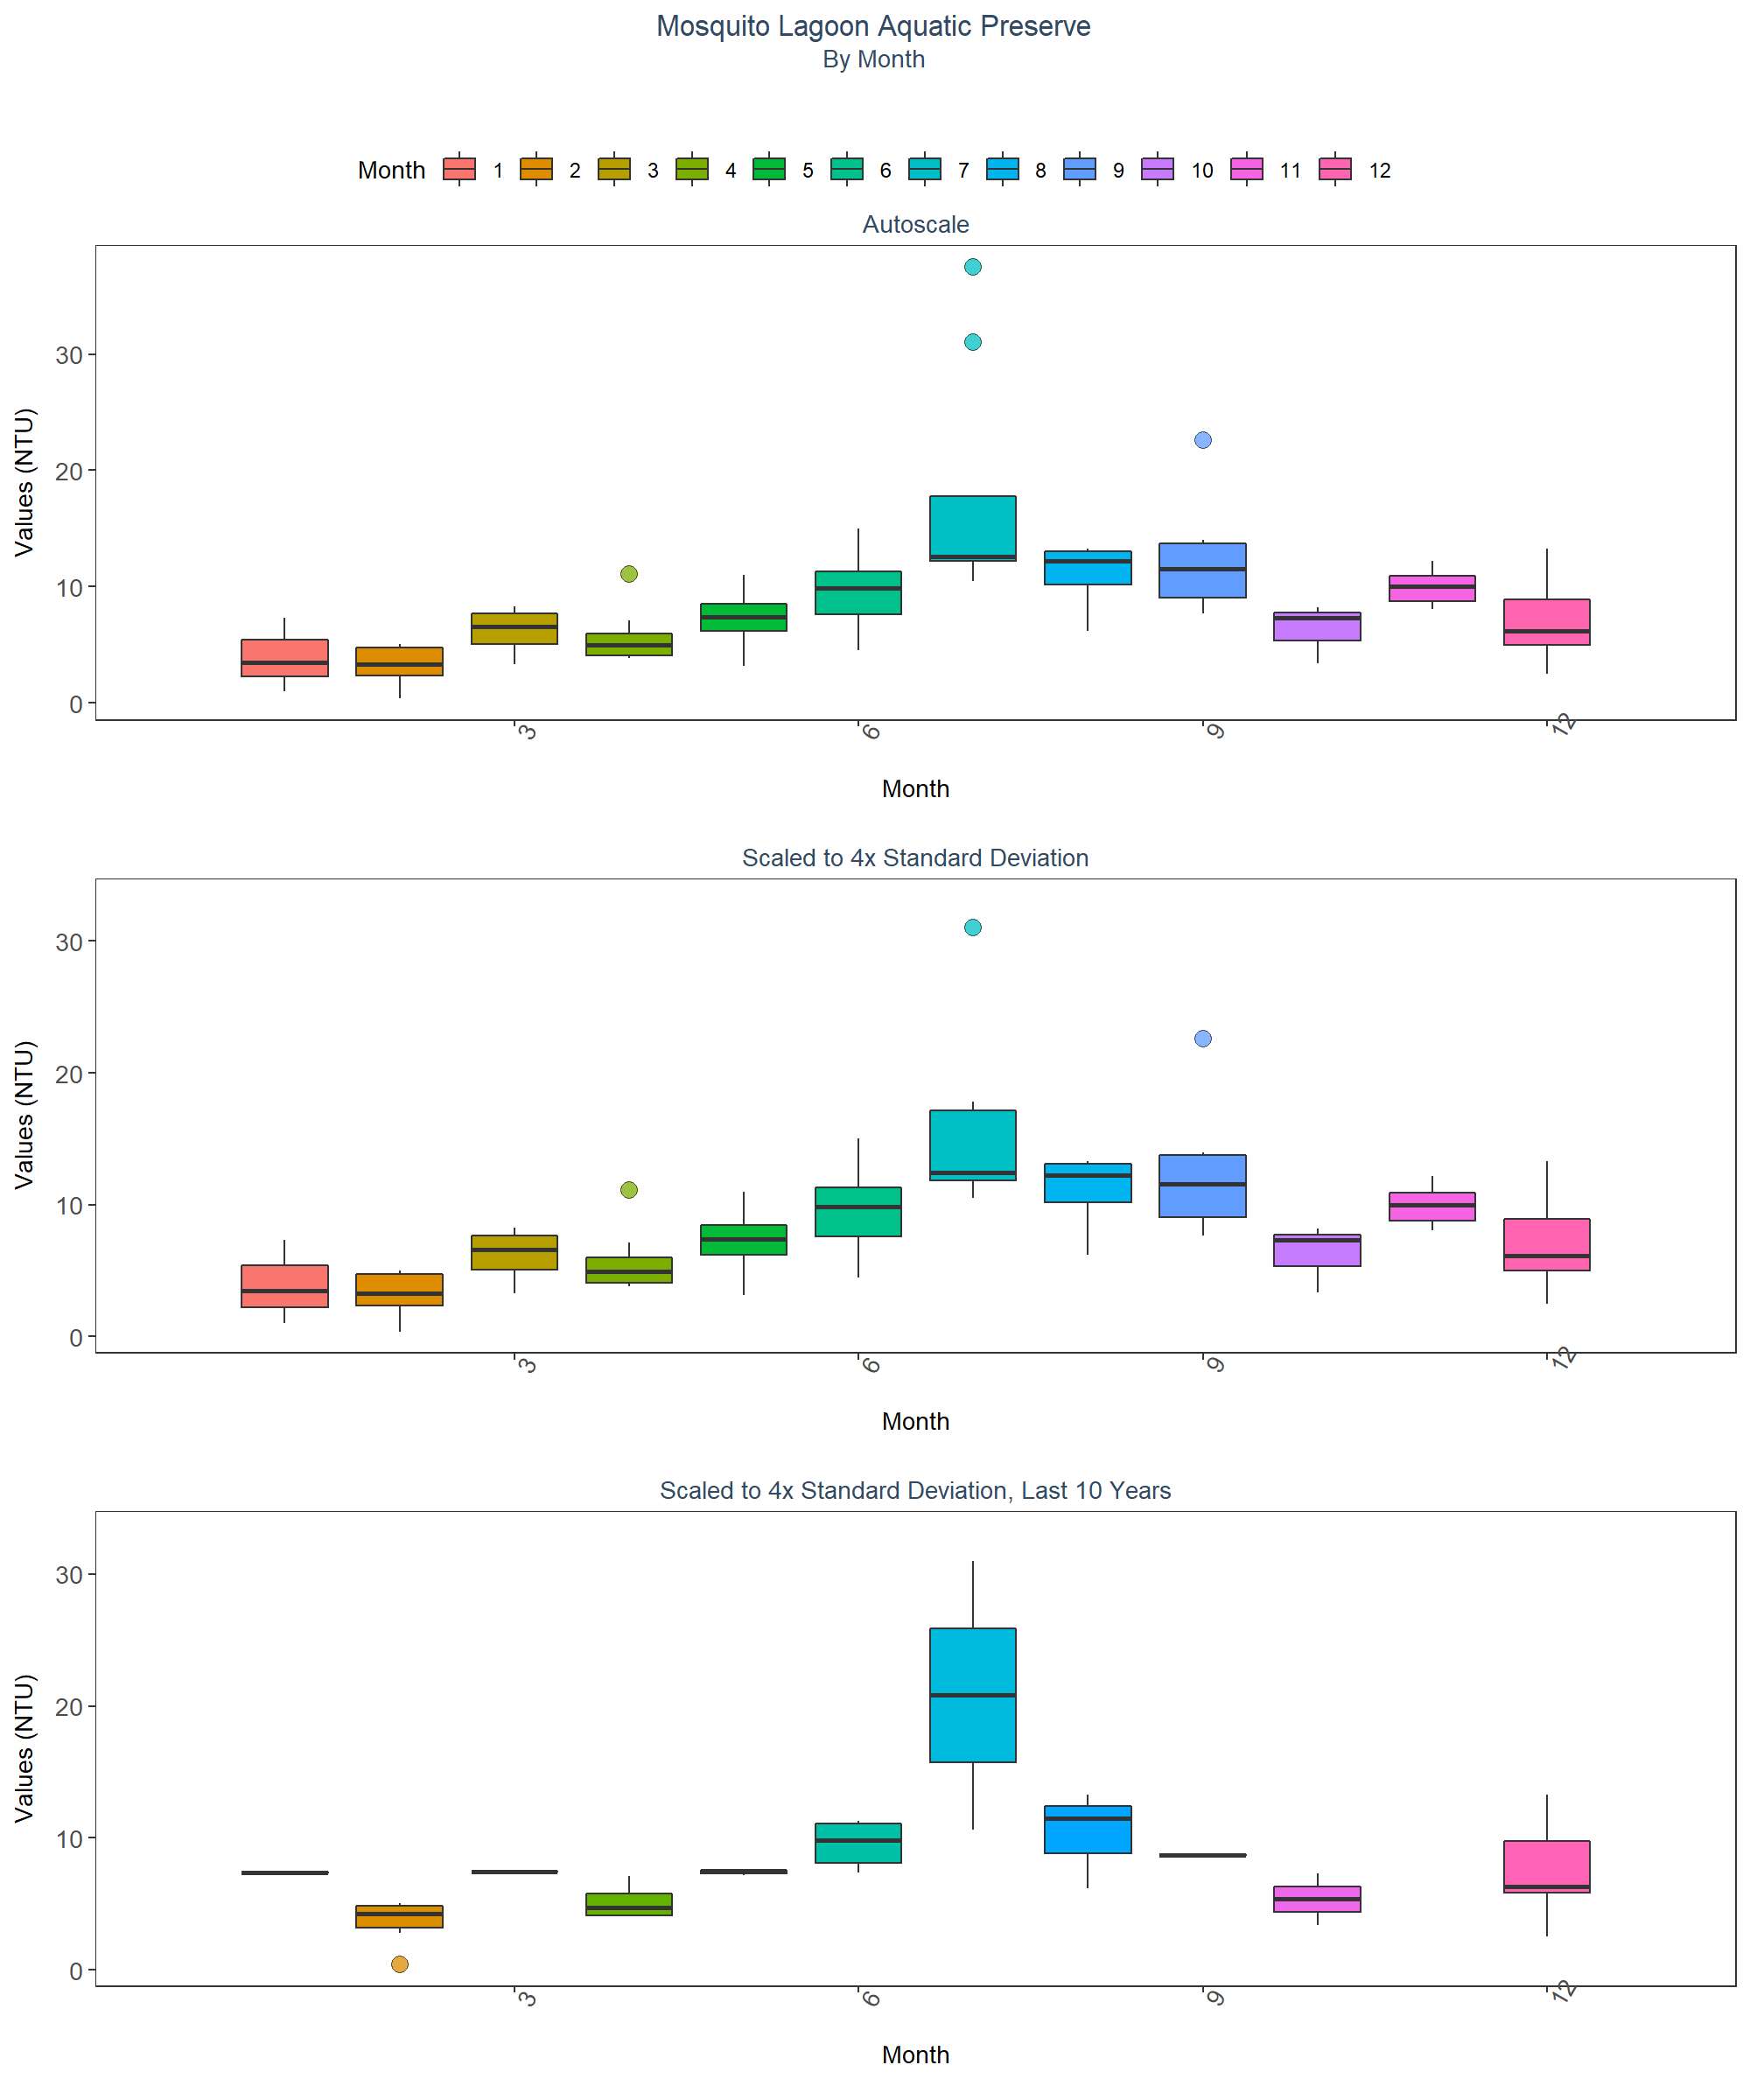 Mosquito Lagoon Aquatic Preserve
By Month
Month 1 2 3 4 5 6 7 8 9 10 11 12
Autoscale
Values (NTU)
30
20
10
0
3 6 9 12
Month
Scaled to 4x Standard Deviation
Values (NTU)
30
20
10
0
3 6 9 12
Month
Scaled to 4x Standard Deviation, Last 10 Years
Values (NTU)
30
20
10
0
3 6 9 12
Month